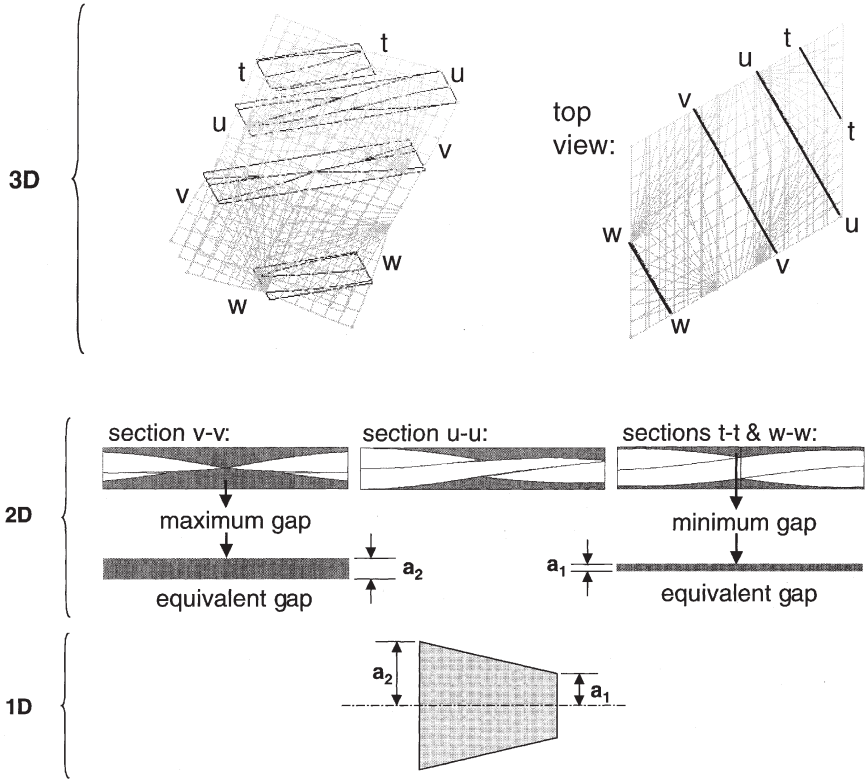 3D
t
t
u
u
v
v
w
w
top
view:
t
u
v
t
w
u
v
w
2D
section v-v:
section u-u:
sections t-t & w-w:
maximum gap
minimum gap
a2
a1
equivalent gap
equivalent gap
1D
a2
a1